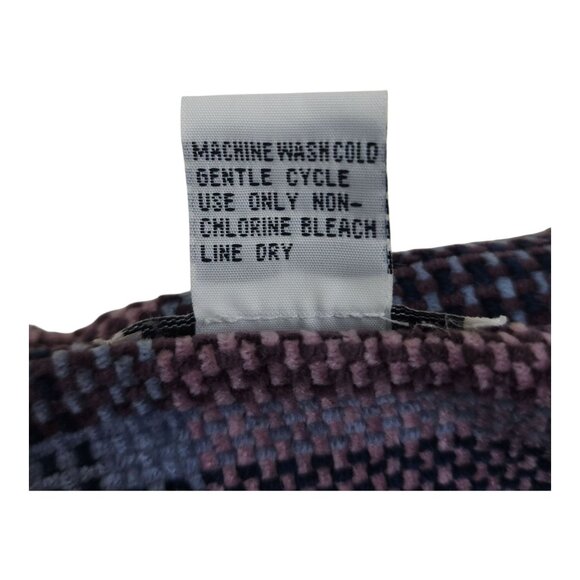 MACHINE WASH COLD
GENTLE CYCLE
USE ONLY NON-
CHLORINE BLEACH
LINE DRY